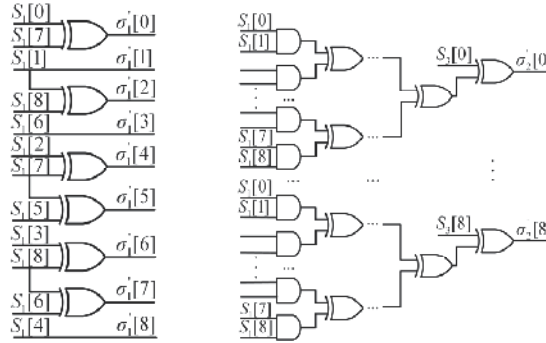 S₁[0]
S₁[7] σ₁'[0]
S₁[1] σ₁'[1]
σ₁'[2]
S₁[8]
S₁[6] σ₁'[3]
S₁[2]
S₁[7] σ₁'[4]
σ₁'[5]
S₁[5]
S₁[3]
S₁[8] σ₁'[6]
σ₁'[7]
S₁[6]
S₁[4] σ₁'[8]
S₁[0]
S₁[1]
...
S₃[0] σ₂'[0]
...
...
S₁[7]
S₁[8]
...
... ... ...
S₁[0]
S₁[1]
...
S₃[8] σ₂'[8]
...
...
S₁[7]
S₁[8]